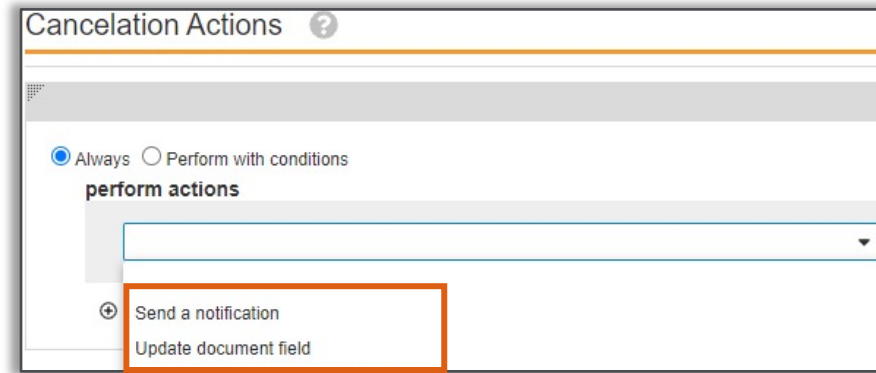 Cancelation Actions ?
Always Perform with conditions
perform actions
Send a notification
Update document field